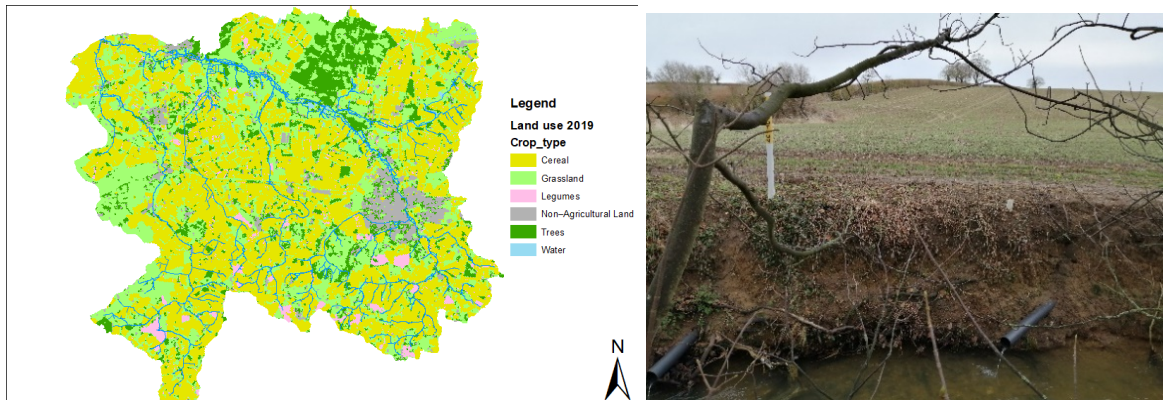 Legend
Land use 2019
Crop_type
Cereal
Grassland
Legumes
Non–Agricultural Land
Trees
Water
N